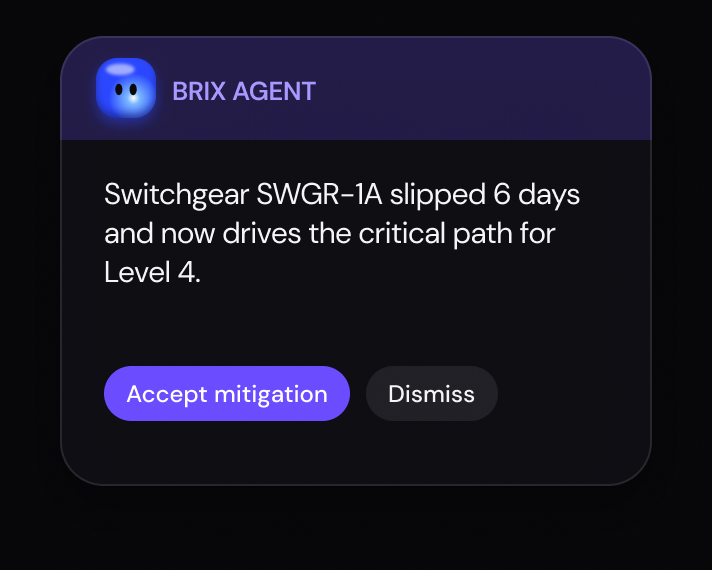 BRIX AGENT
Switchgear SWGR-1A slipped 6 days
and now drives the critical path for
Level 4.
Accept mitigation
Dismiss